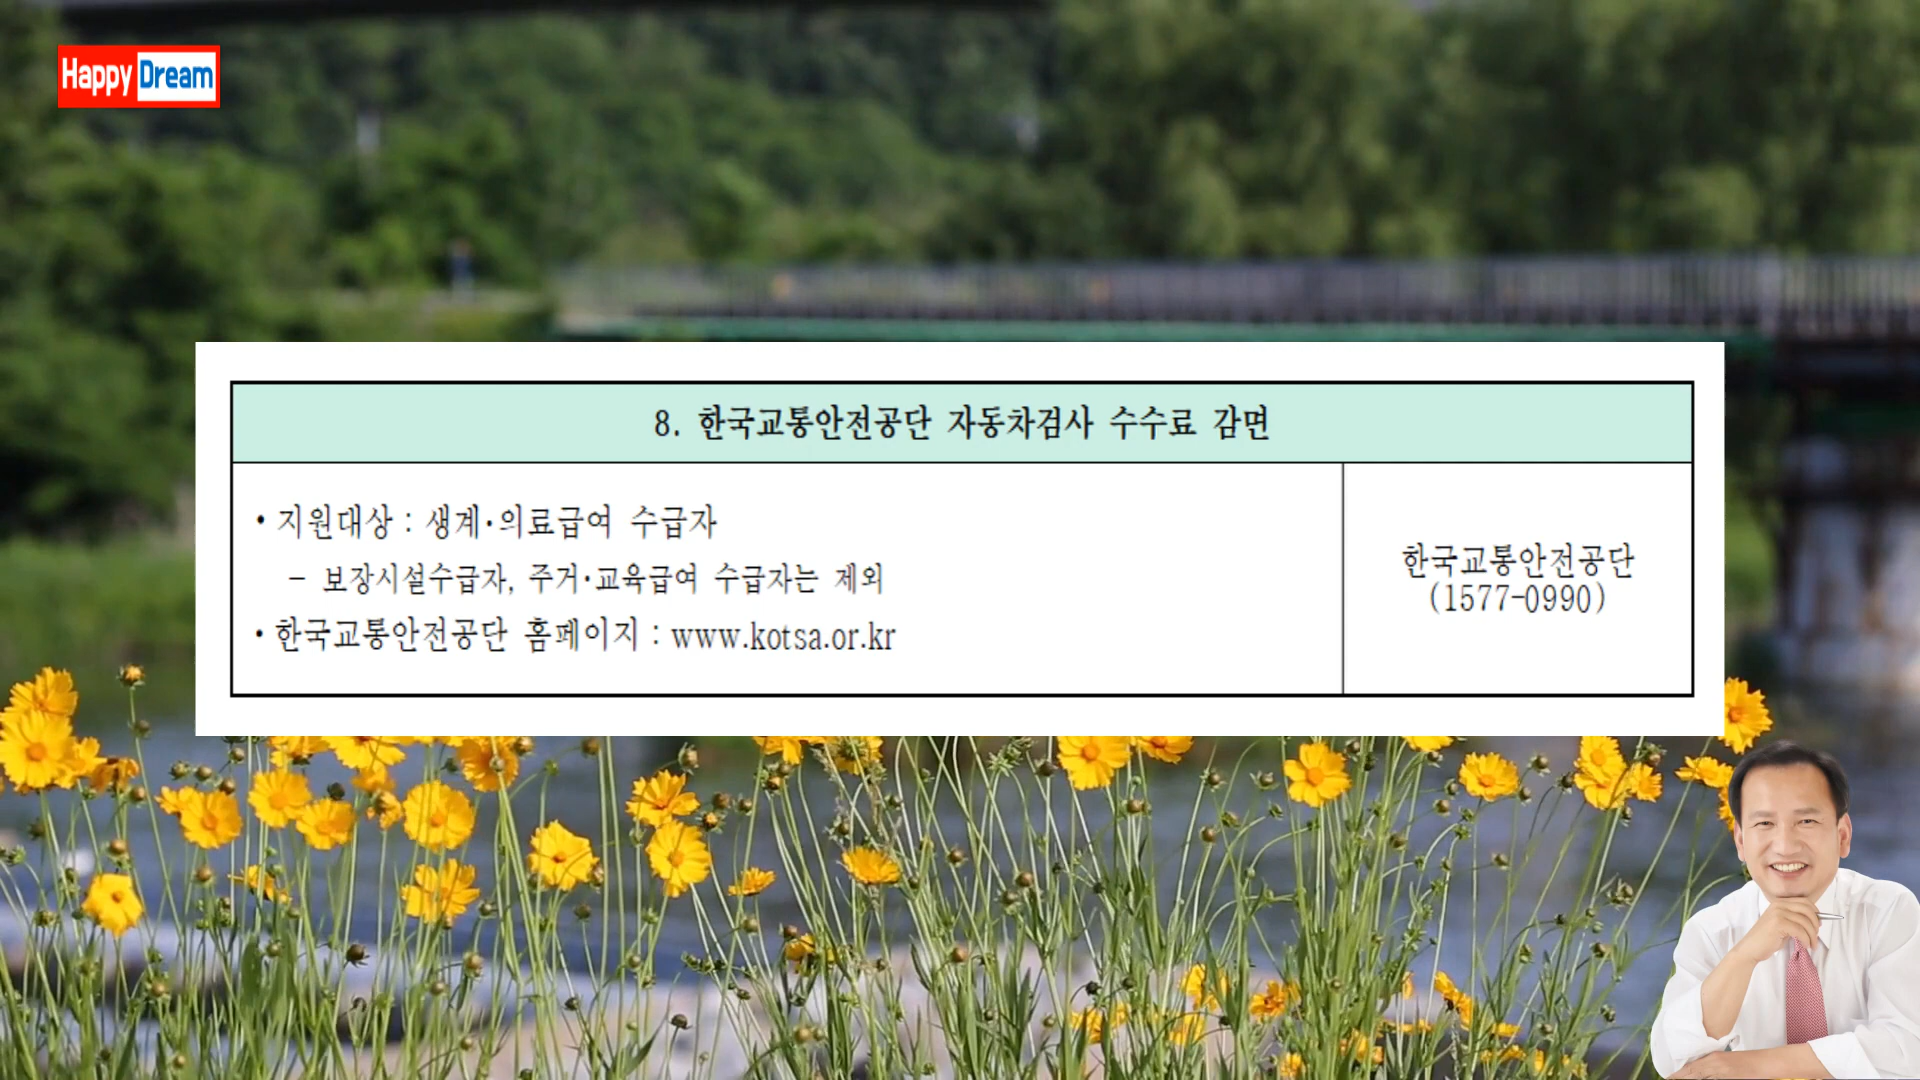 Happy Dream
8. 한국교통안전공단 자동차검사 수수료 감면
• 지원대상 : 생계·의료급여 수급자
- 보장시설수급자, 주거·교육급여 수급자는 제외
• 한국교통안전공단 홈페이지 : www.kotsa.or.kr
한국교통안전공단
(1577-0990)